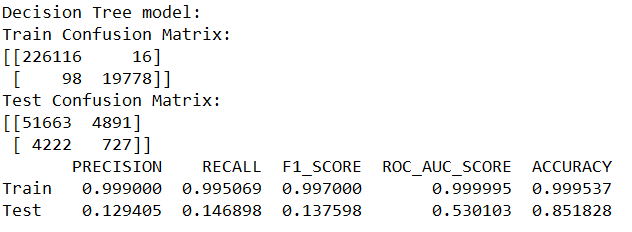 Decision Tree model:
Train Confusion Matrix:
[[226116     16]
 [    98  19778]]
Test Confusion Matrix:
[[51663  4891]
 [ 4222   727]]
       PRECISION    RECALL  F1_SCORE  ROC_AUC_SCORE  ACCURACY
Train   0.999000  0.995069  0.997000       0.999995  0.999537
Test    0.129405  0.146898  0.137598       0.530103  0.851828